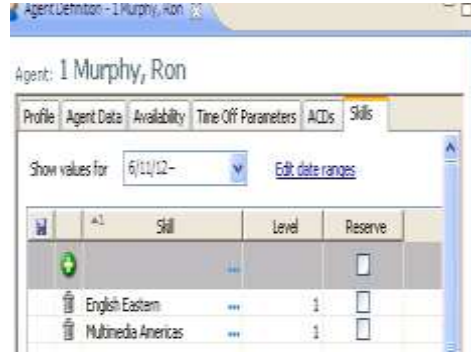 Agent Definition - 1 Murphy, Ron
Agent: 1 Murphy, Ron
Profile Agent Data Availability Time Off Parameters ACDs Skills
Show values for 6/11/12- Edit date ranges
1 Skill Level Reserve
...
English Eastern ... 1
Multimedia Americas ... 1